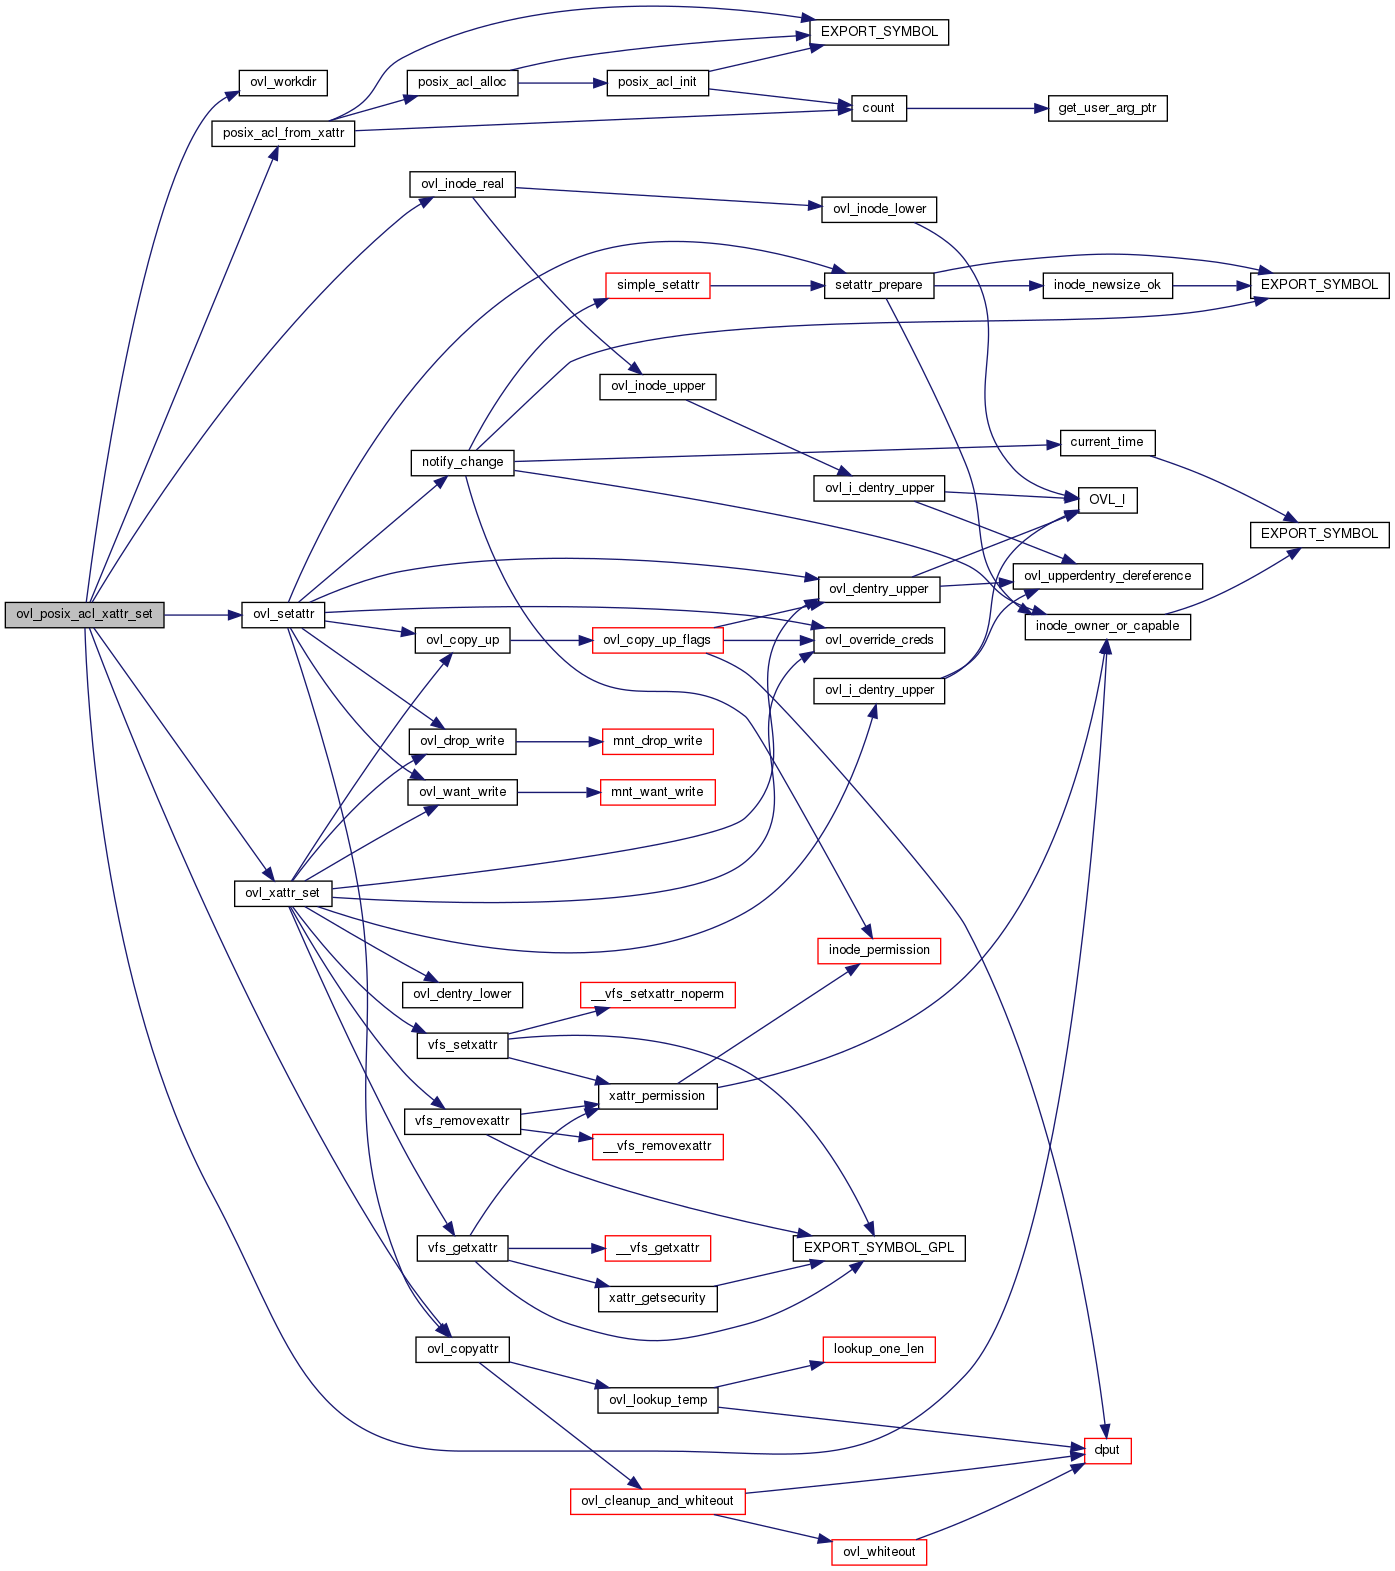 EXPORT_SYMBOL
ovl_workdir
posix_acl_alloc
posix_acl_init
count
get_user_arg_ptr
posix_acl_from_xattr
ovl_inode_real
ovl_inode_lower
simple_setattr
setattr_prepare
inode_newsize_ok
EXPORT_SYMBOL
ovl_inode_upper
current_time
notify_change
ovl_i_dentry_upper
OVL_I
EXPORT_SYMBOL
ovl_upperdentry_dereference
ovl_dentry_upper
ovl_posix_acl_xattr_set
ovl_setattr
inode_owner_or_capable
ovl_copy_up
ovl_copy_up_flags
ovl_override_creds
ovl_i_dentry_upper
ovl_drop_write
mnt_drop_write
ovl_want_write
mnt_want_write
ovl_xattr_set
inode_permission
ovl_dentry_lower
__vfs_setxattr_noperm
vfs_setxattr
xattr_permission
vfs_removexattr
__vfs_removexattr
vfs_getxattr
__vfs_getxattr
EXPORT_SYMBOL_GPL
xattr_getsecurity
ovl_copyattr
lookup_one_len
ovl_lookup_temp
dput
ovl_cleanup_and_whiteout
ovl_whiteout